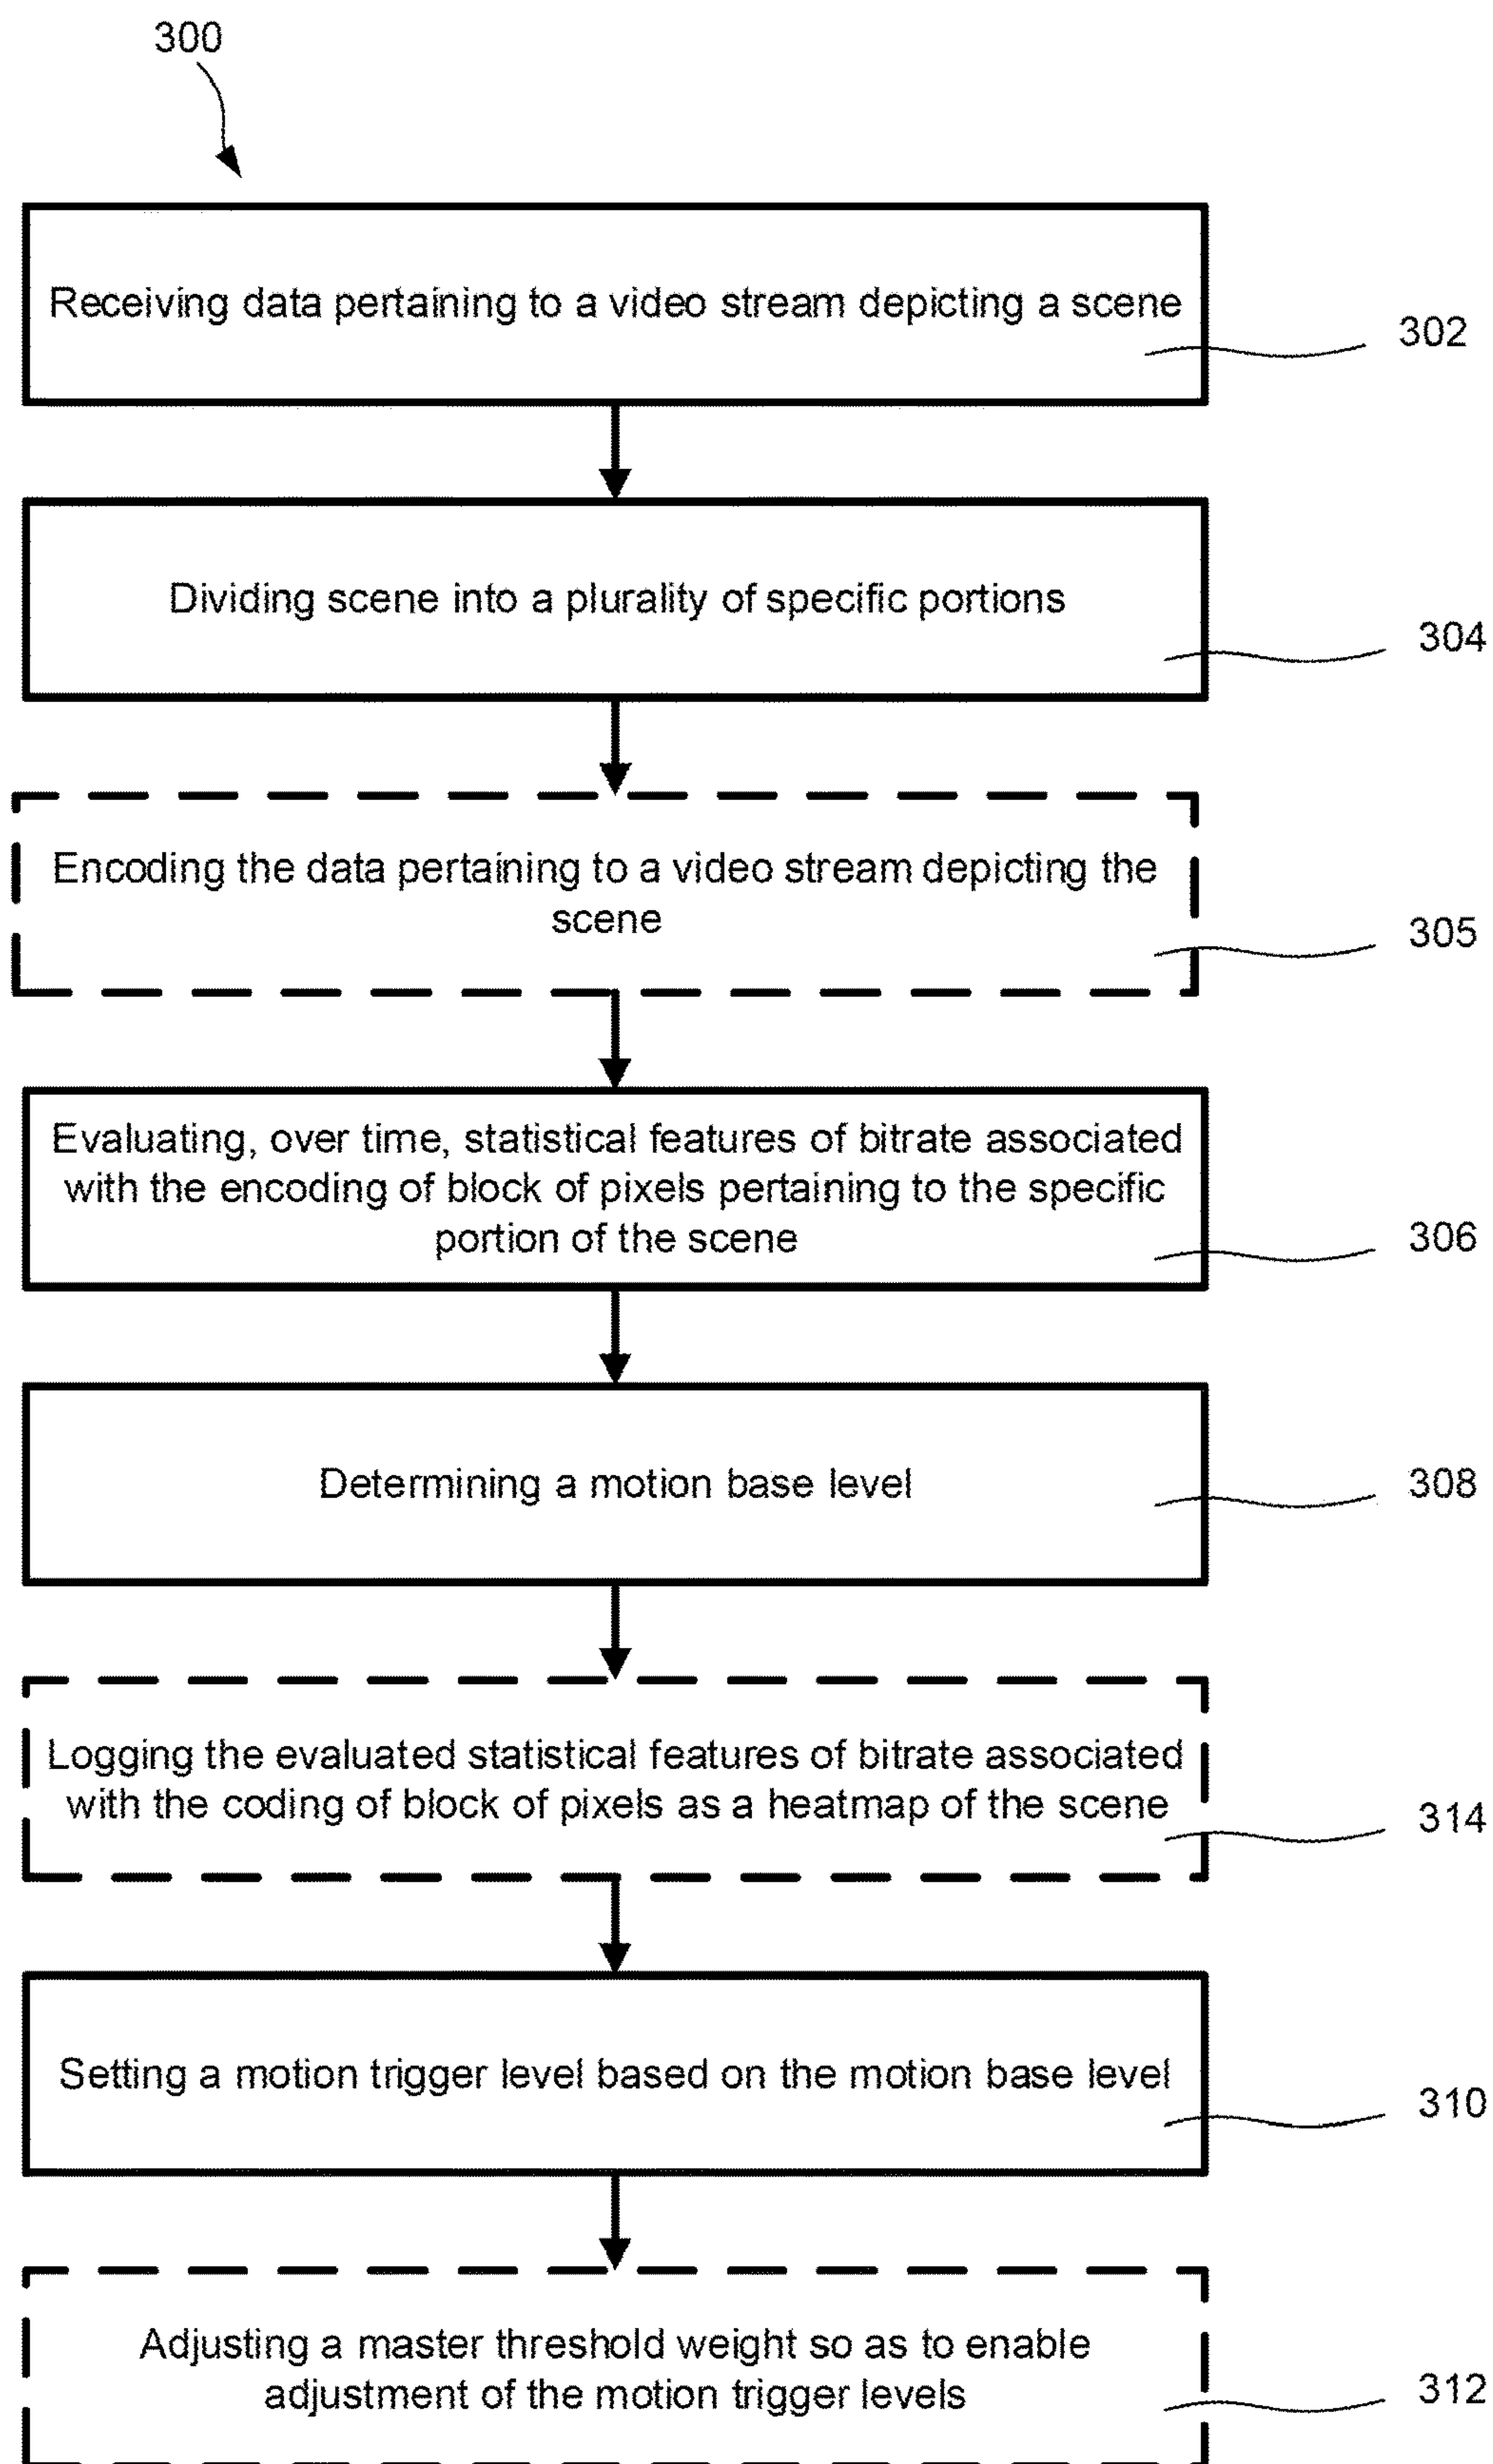 300
Receiving data pertaining to a video stream depicting a scene
302
Dividing scene into a plurality of specific portions
304
Encoding the data pertaining to a video stream depicting the
scene
305
Evaluating, over time, statistical features of bitrate associated
with the encoding of block of pixels pertaining to the specific
portion of the scene
306
Determining a motion base level
308
Logging the evaluated statistical features of bitrate associated
with the coding of block of pixels as a heatmap of the scene
314
Setting a motion trigger level based on the motion base level
310
Adjusting a master threshold weight so as to enable
adjustment of the motion trigger levels
312